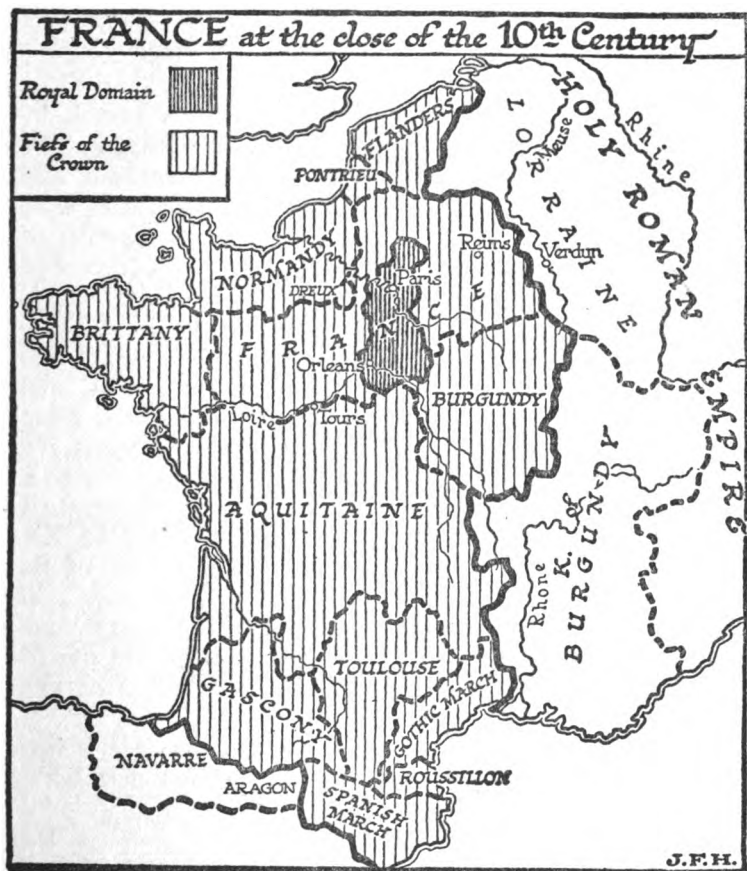 FRANCE at the close of the 10th Century
Royal Domain
Fiefs of the
Crown
FLANDERS
PONTHIEU
LORRAINE
Meuse
HOLY ROMAN
EMPIRE
Rhine
Reims
Verdun
NORMANDY
DREUX
Paris
BRITTANY
FRANCE
Orleans
BURGUNDY
Loire
Tours
AQUITAINE
K. of
BURGUNDY
Rhone
TOULOUSE
GASCONY
GOTHIC MARCH
NAVARRE
ARAGON
ROUSSILLON
SPANISH
MARCH
J.F.H.